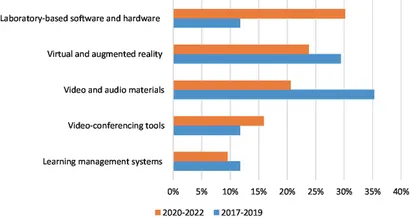 Laboratory-based software and hardware
Virtual and augmented reality
Video and audio materials
Video-conferencing tools
Learning management systems
0% 5% 10% 15% 20% 25% 30% 35% 40%
2020-2022 2017-2019